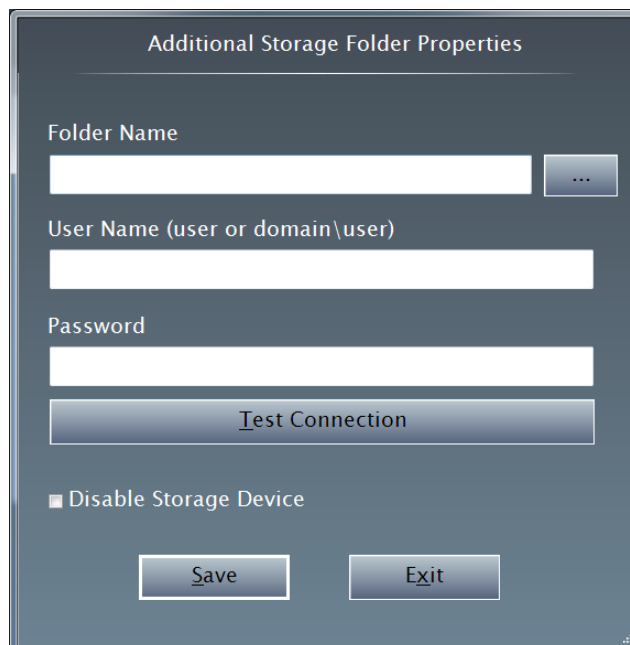 Additional Storage Folder Properties
Folder Name
...
User Name (user or domain\user)
Password
Test Connection
Disable Storage Device
Save
Exit